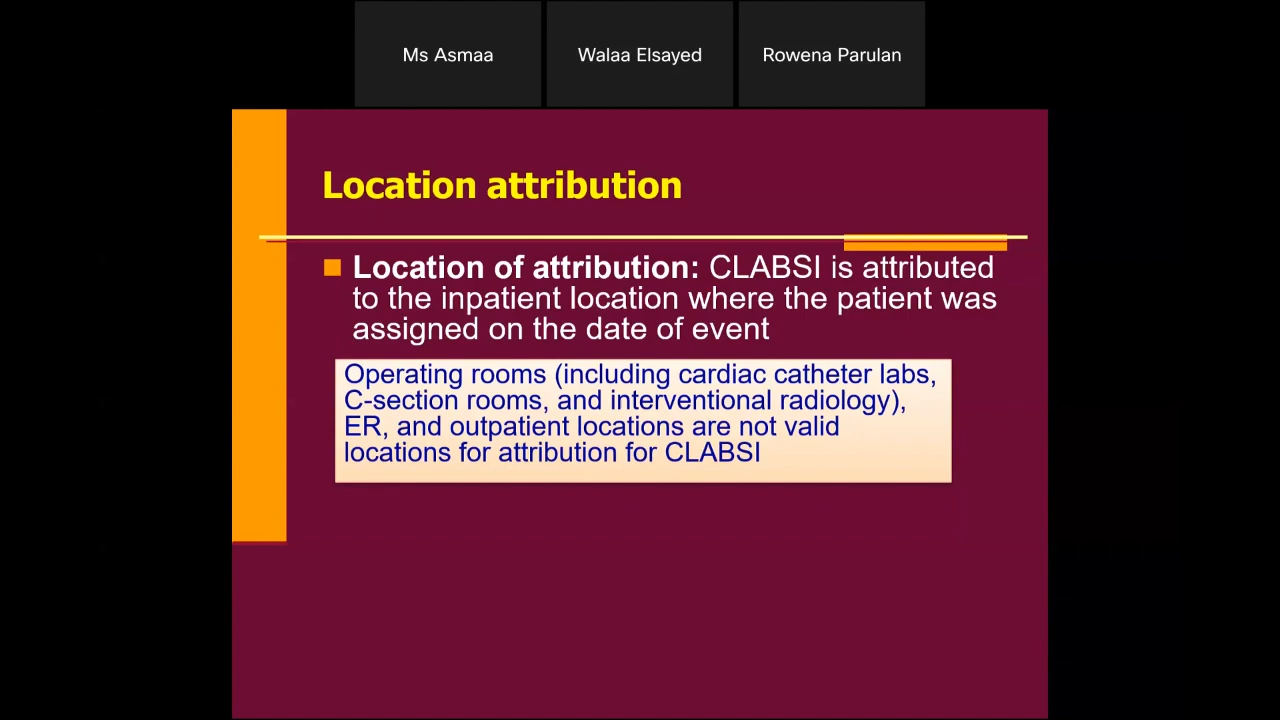 Ms Asmaa
Walaa Elsayed
Rowena Parulan
Location attribution
Location of attribution: CLABSI is attributed
to the inpatient location where the patient was
assigned on the date of event
Operating rooms (including cardiac catheter labs,
C-section rooms, and interventional radiology),
ER, and outpatient locations are not valid
locations for attribution for CLABSI